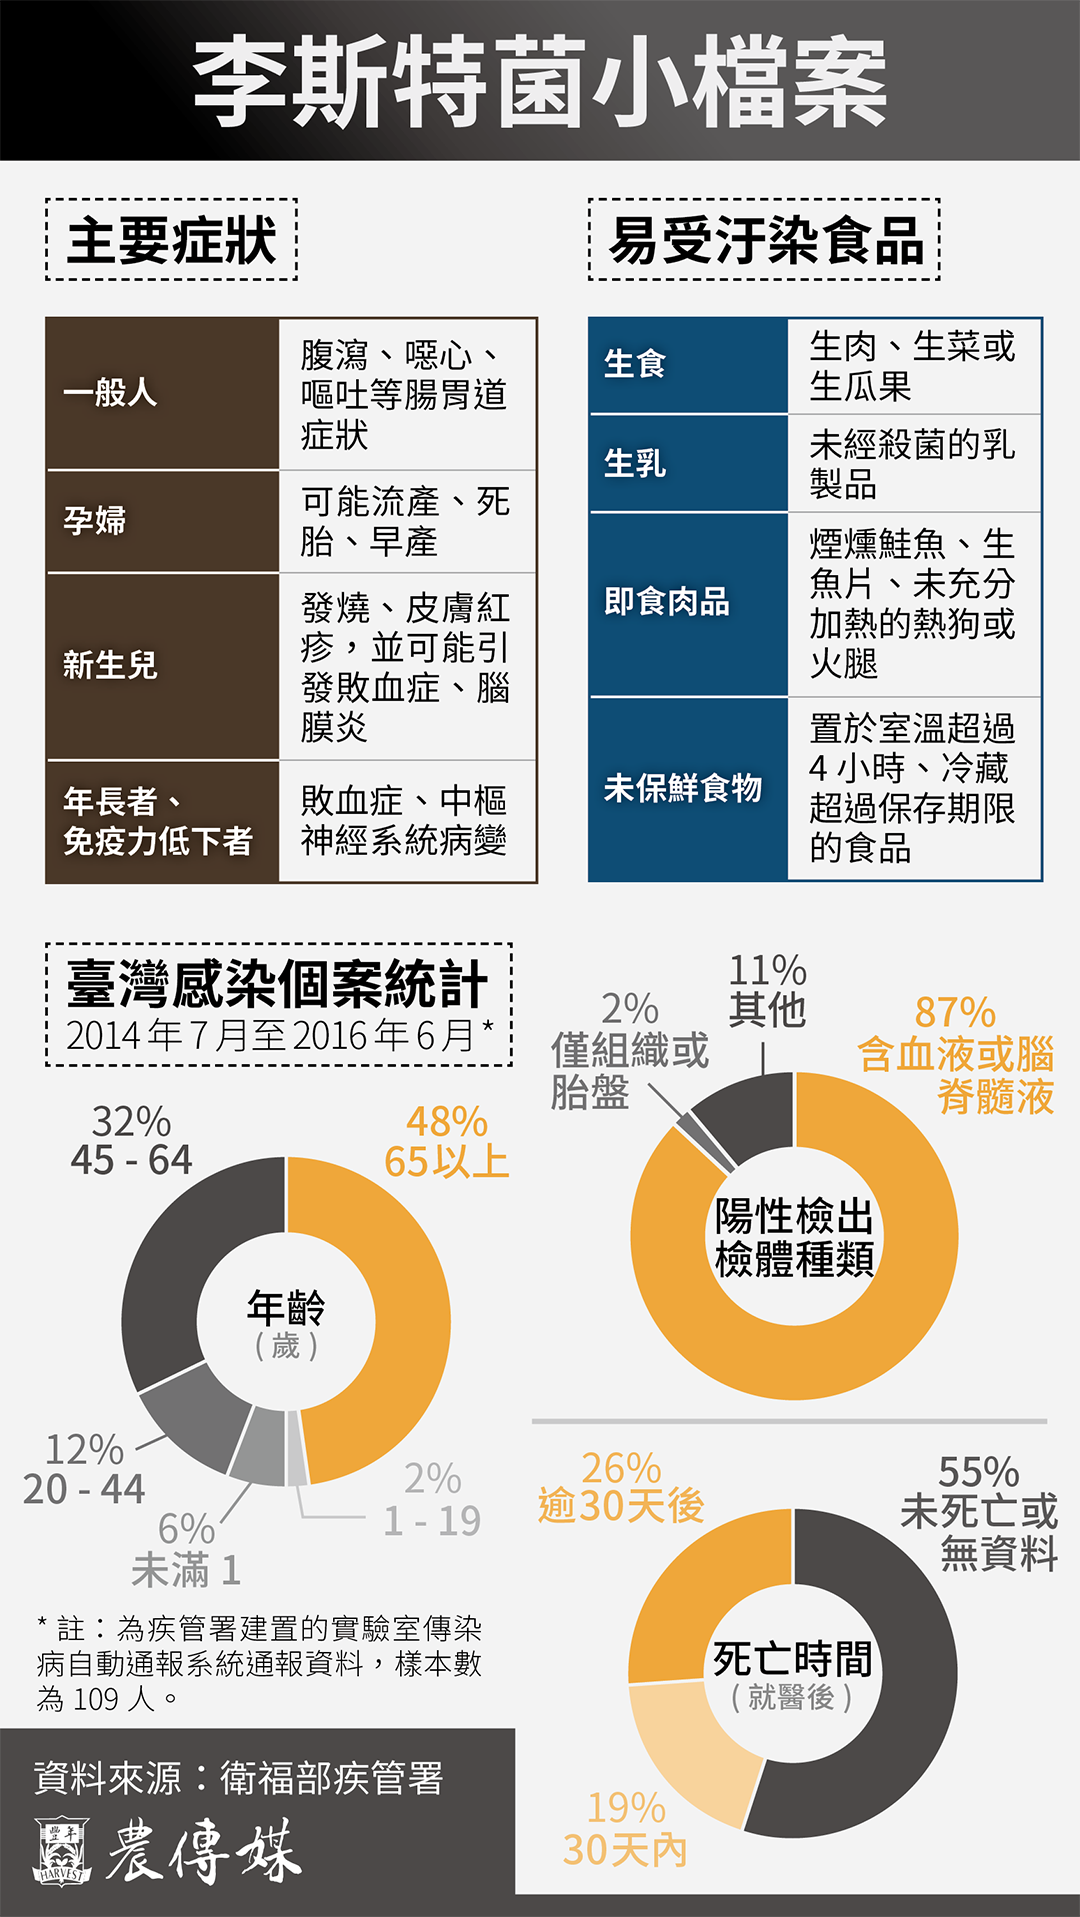 李斯特菌小檔案
主要症狀
一般人
腹瀉、噁心、
嘔吐等腸胃道
症狀
孕婦
可能流產、死
胎、早產
新生兒
發燒、皮膚紅
疹，並可能引
發敗血症、腦
膜炎
年長者、
免疫力低下者
敗血症、中樞
神經系統病變
易受汙染食品
生食
生肉、生菜或
生瓜果
生乳
未經殺菌的乳
製品
即食肉品
煙燻鮭魚、生
魚片、未充分
加熱的熱狗或
火腿
未保鮮食物
置於室溫超過
4 小時、冷藏
超過保存期限
的食品
臺灣感染個案統計
2014 年 7 月至 2016 年 6 月 *
32%
45 - 64
48%
65以上
年齡
( 歲 )
12%
20 - 44
6%
未滿 1
2%
1 - 19
11%
其他
2%
僅組織或
胎盤
87%
含血液或腦
脊髓液
陽性檢出
檢體種類
26%
逾30天後
55%
未死亡或
無資料
死亡時間
( 就醫後 )
19%
30天內
* 註：為疾管署建置的實驗室傳染
病自動通報系統通報資料，樣本數
為 109 人。
資料來源：衛福部疾管署
豐年
HARVEST
農傳媒